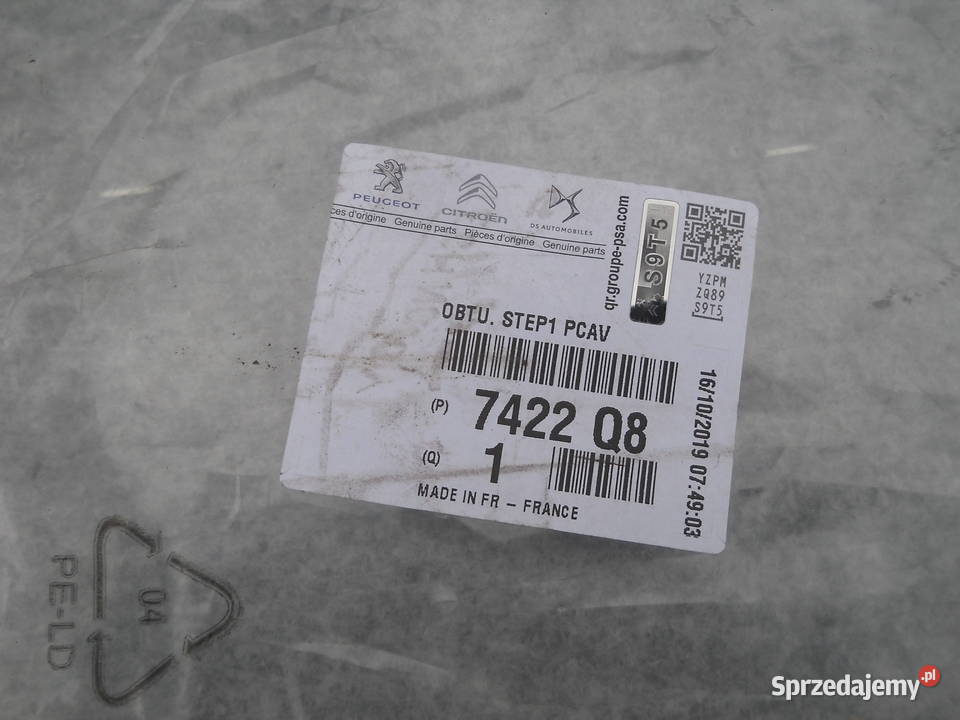 PEUGEOT
CITROËN
DS AUTOMOBILES
ces d'origine Genuine parts Pièces d'origine Genuine parts
qr.groupe-psa.com
S9T5
YZPM
ZQ89
S9T5
OBTU. STEP1 PCAV
(P) 7422 Q8
(Q) 1
MADE IN FR - FRANCE
16/10/2019 07:49:03
04
PE-LD
Sprzedajemy.pl